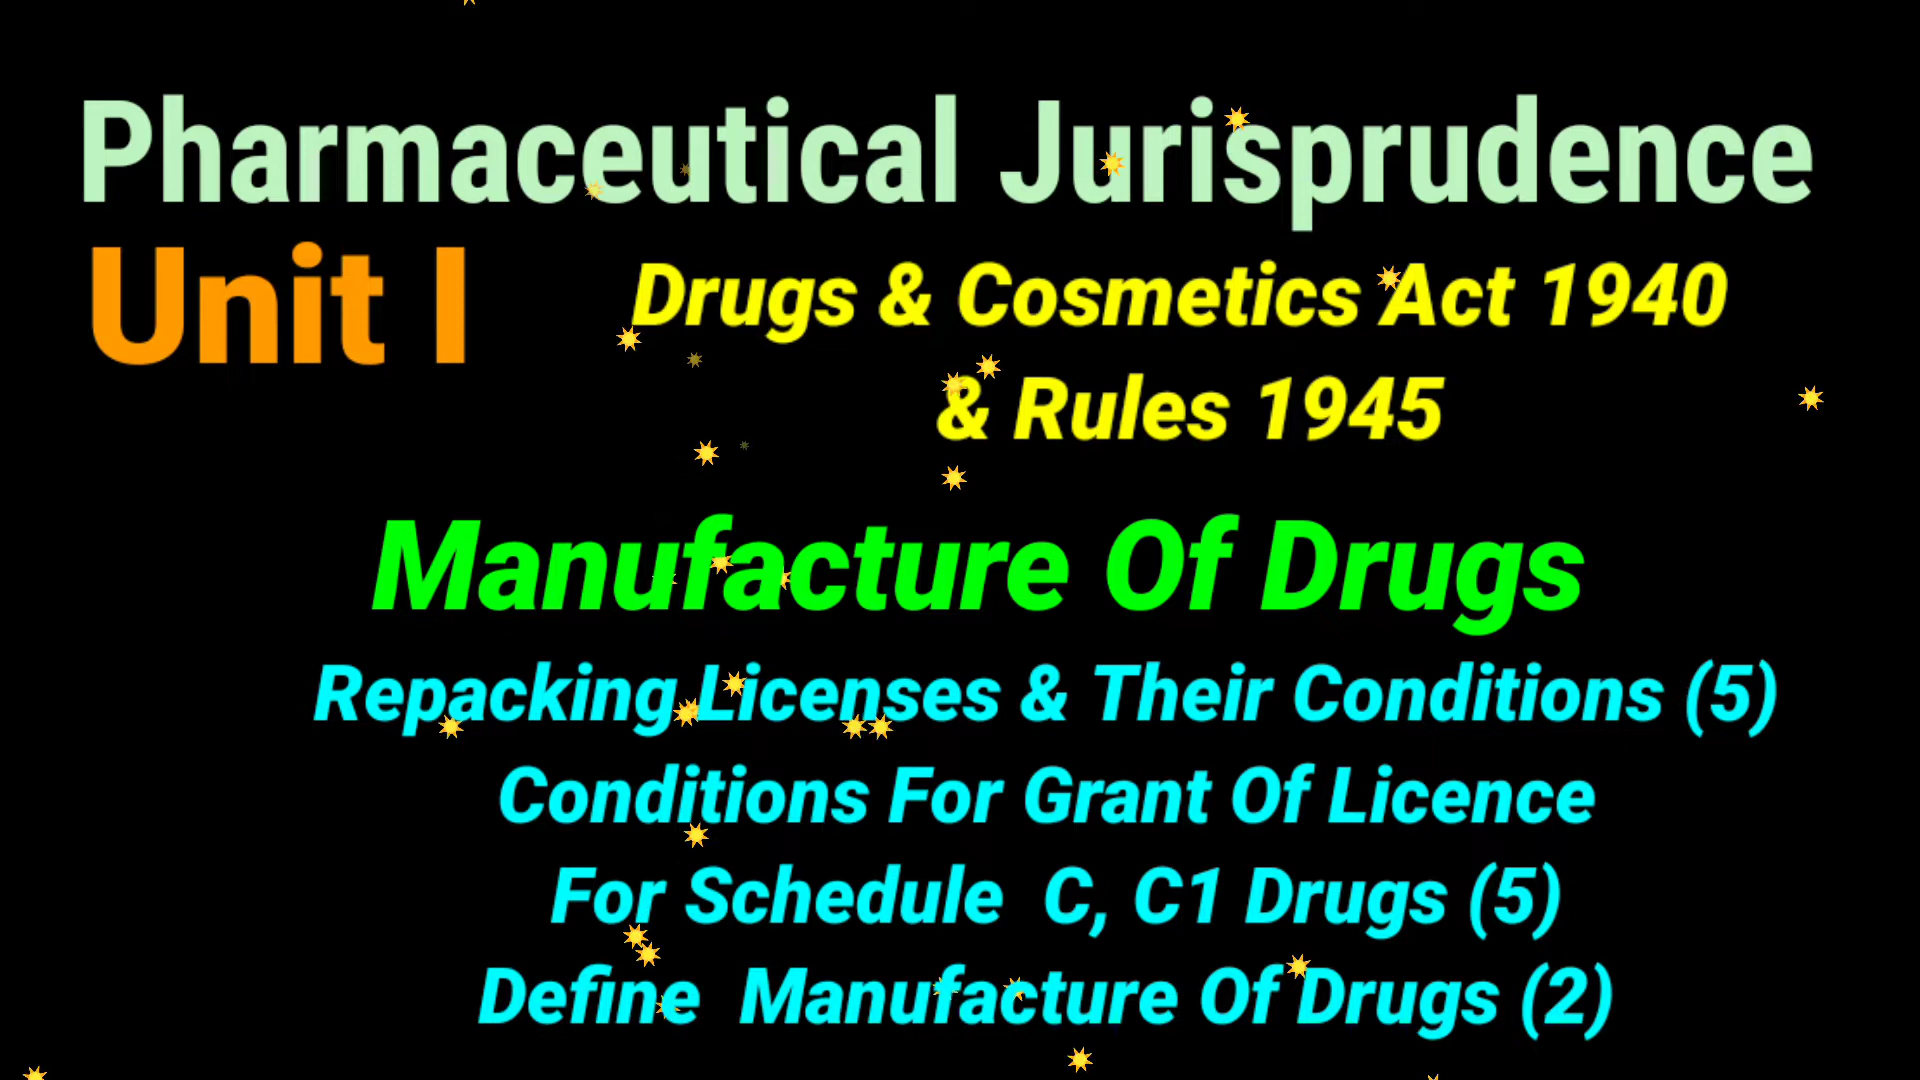 Pharmaceutical Jurisprudence
Unit I
Drugs & Cosmetics Act 1940
& Rules 1945
Manufacture Of Drugs
Repacking Licenses & Their Conditions (5)
Conditions For Grant Of Licence
For Schedule C, C1 Drugs (5)
Define Manufacture Of Drugs (2)